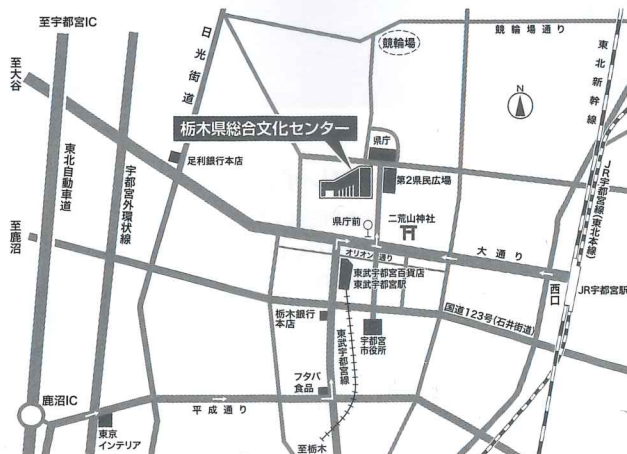 至宇都宮IC
日光街道
競輪場
競輪場通り
東北新幹線
至大谷
N
栃木県総合文化センター
県庁
足利銀行本店
第2県民広場
東北自動車道
宇都宮外環状線
JR宇都宮線(東北本線)
県庁前
二荒山神社
至鹿沼
大通り
オリオン通り
東武宇都宮百貨店
東武宇都宮駅
西口
JR宇都宮駅
栃木銀行
本店
東武宇都宮線
宇都宮
市役所
国道123号(石井街道)
フタバ
食品
鹿沼IC
平成通り
東京
インテリア
至栃木